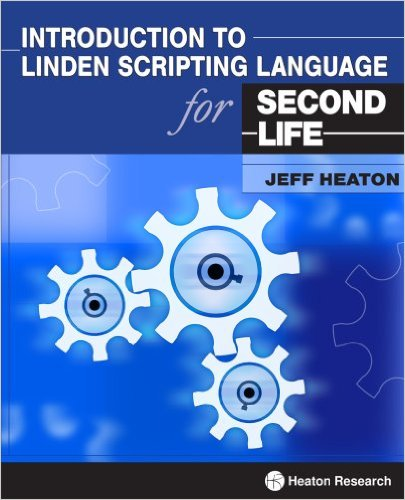 INTRODUCTION TO
LINDEN SCRIPTING LANGUAGE
for SECOND
LIFE
JEFF HEATON
Heaton Research